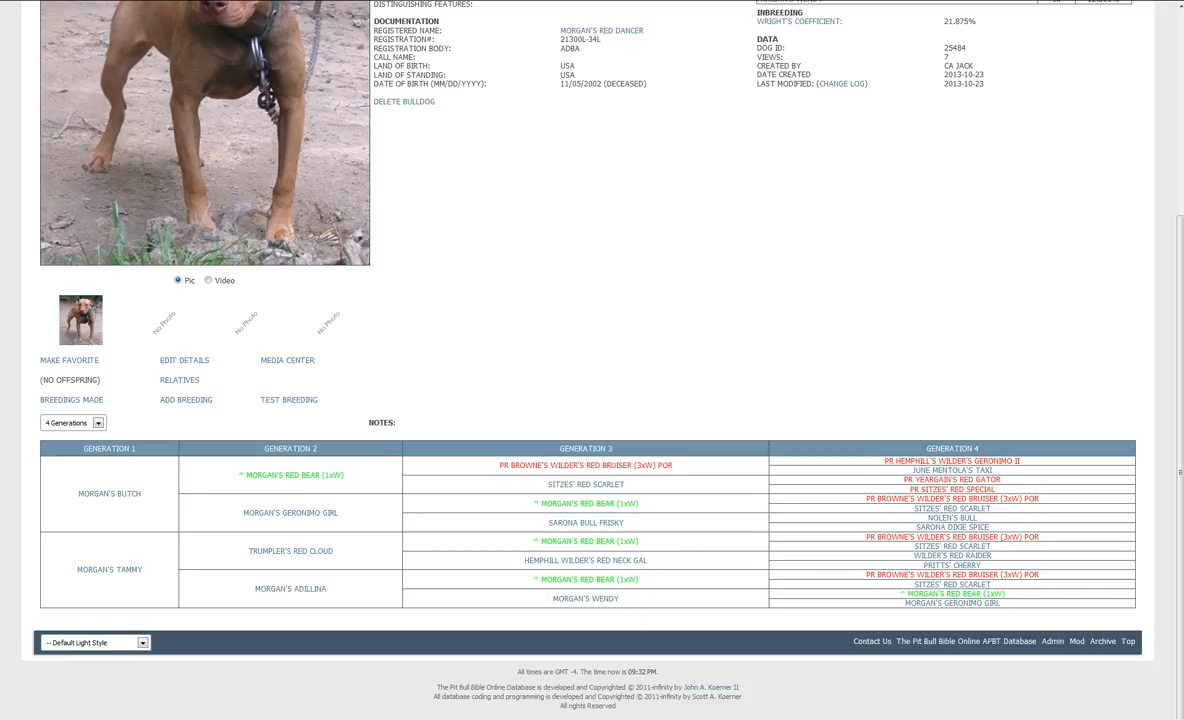 DISTINGUISHING FEATURES:
DOCUMENTATION
REGISTERED NAME: MORGAN'S RED DANCER
REGISTRATION#: 21300L-34L
REGISTRATION BODY: ADBA
CALL NAME:
LAND OF BIRTH: USA
LAND OF STANDING: USA
DATE OF BIRTH (MM/DD/YYYY): 11/05/2002 (DECEASED)
DELETE BULLDOG
INBREEDING
WRIGHT'S COEFFICIENT: 21.875%
DATA
DOG ID: 25484
VIEWS: 7
CREATED BY CA JACK
DATE CREATED 2013-10-23
LAST MODIFIED: (CHANGE LOG) 2013-10-23
Pic Video
No Photo No Photo No Photo
MAKE FAVORITE EDIT DETAILS MEDIA CENTER
(NO OFFSPRING) RELATIVES
BREEDINGS MADE ADD BREEDING TEST BREEDING
4 Generations NOTES:
GENERATION 1 GENERATION 2 GENERATION 3 GENERATION 4
MORGAN'S BUTCH
MORGAN'S TAMMY
^ MORGAN'S RED BEAR (1xW)
MORGAN'S GERONIMO GIRL
TRUMPLER'S RED CLOUD
MORGAN'S ADILLINA
PR BROWNE'S WILDER'S RED BRUISER (3xW) POR
SITZES' RED SCARLET
^ MORGAN'S RED BEAR (1xW)
SARONA BULL FRISKY
^ MORGAN'S RED BEAR (1xW)
HEMPHILL WILDER'S RED NECK GAL
^ MORGAN'S RED BEAR (1xW)
MORGAN'S WENDY
PR HEMPHILL'S WILDER'S GERONIMO II
JUNE MENTOLA'S TAXI
PR YEARGAIN'S RED GATOR
PR SITZES' RED SPECIAL
PR BROWNE'S WILDER'S RED BRUISER (3xW) POR
SITZES' RED SCARLET
NOLEN'S BULL
SARONA DIXIE SPICE
PR BROWNE'S WILDER'S RED BRUISER (3xW) POR
SITZES' RED SCARLET
WILDER'S RED RAIDER
PRITTS' CHERRY
PR BROWNE'S WILDER'S RED BRUISER (3xW) POR
SITZES' RED SCARLET
^ MORGAN'S RED BEAR (1xW)
MORGAN'S GERONIMO GIRL
-- Default Light Style Contact Us The Pit Bull Bible Online APBT Database Admin Mod Archive Top
All times are GMT -4. The time now is 09:32 PM.
The Pit Bull Bible Online Database is developed and Copyrighted © 2011-infinity by John A. Koerner II
All database coding and programming is developed and Copyrighted © 2011-infinity by Scott A. Koerner
All rights Reserved